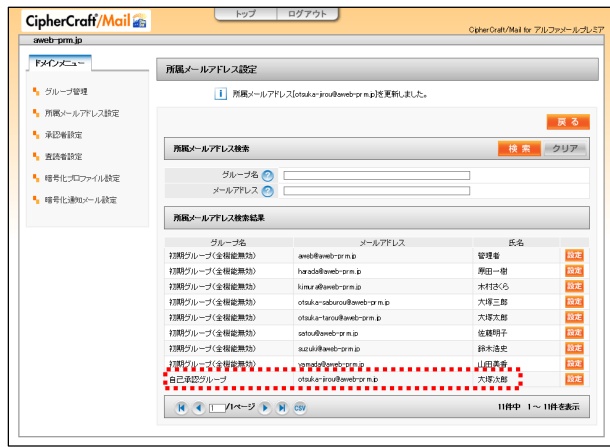 CipherCraft/Mail
トップ
ログアウト
CipherCraft/Mail for アルファメールプレミア
aweb-prm.jp
ドメインメニュー
グループ管理
所属メールアドレス設定
承認者設定
査読者設定
暗号化プロファイル設定
暗号化通知メール設定
所属メールアドレス設定
所属メールアドレス[otsuka-jirou@aweb-prm.jp]を更新しました。
戻る
所属メールアドレス検索
検索
クリア
グループ名
メールアドレス
所属メールアドレス検索結果
グループ名 メールアドレス 氏名
初期グループ(全機能無効) aweb@aweb-prm.jp 管理者 設定
初期グループ(全機能無効) harada@aweb-prm.jp 原田一樹 設定
初期グループ(全機能無効) kimura@aweb-prm.jp 木村さくら 設定
初期グループ(全機能無効) otsuka-saburou@aweb-prm.jp 大塚三郎 設定
初期グループ(全機能無効) otsuka-tarou@aweb-prm.jp 大塚太郎 設定
初期グループ(全機能無効) satou@aweb-prm.jp 佐藤明子 設定
初期グループ(全機能無効) suzuki@aweb-prm.jp 鈴木浩史 設定
初期グループ(全機能無効) yamada@aweb-prm.jp 山田美香 設定
自己承認グループ otsuka-jirou@aweb-prm.jp 大塚次郎 設定
1/1ページ
CSV
11件中 1～11件を表示